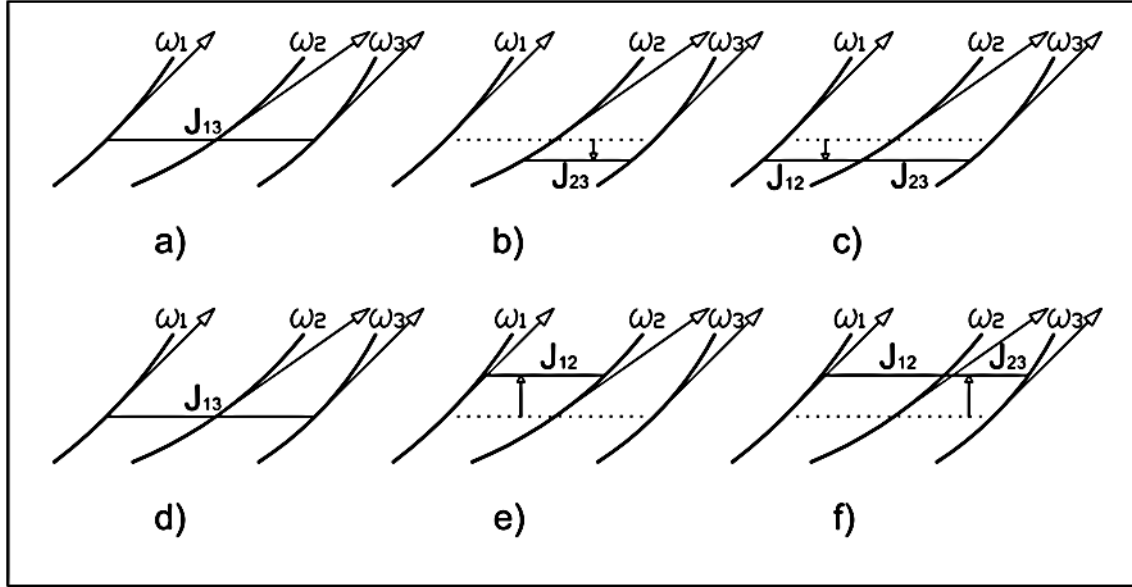 ω₁ ω₂ ω₃ ω₁ ω₂ ω₃ ω₁ ω₂ ω₃
J₁₃
J₂₃ J₁₂ J₂₃
a) b) c)
ω₁ ω₂ ω₃ ω₁ ω₂ ω₃ ω₁ ω₂ ω₃
J₁₂ J₁₂ J₂₃
J₁₃
d) e) f)